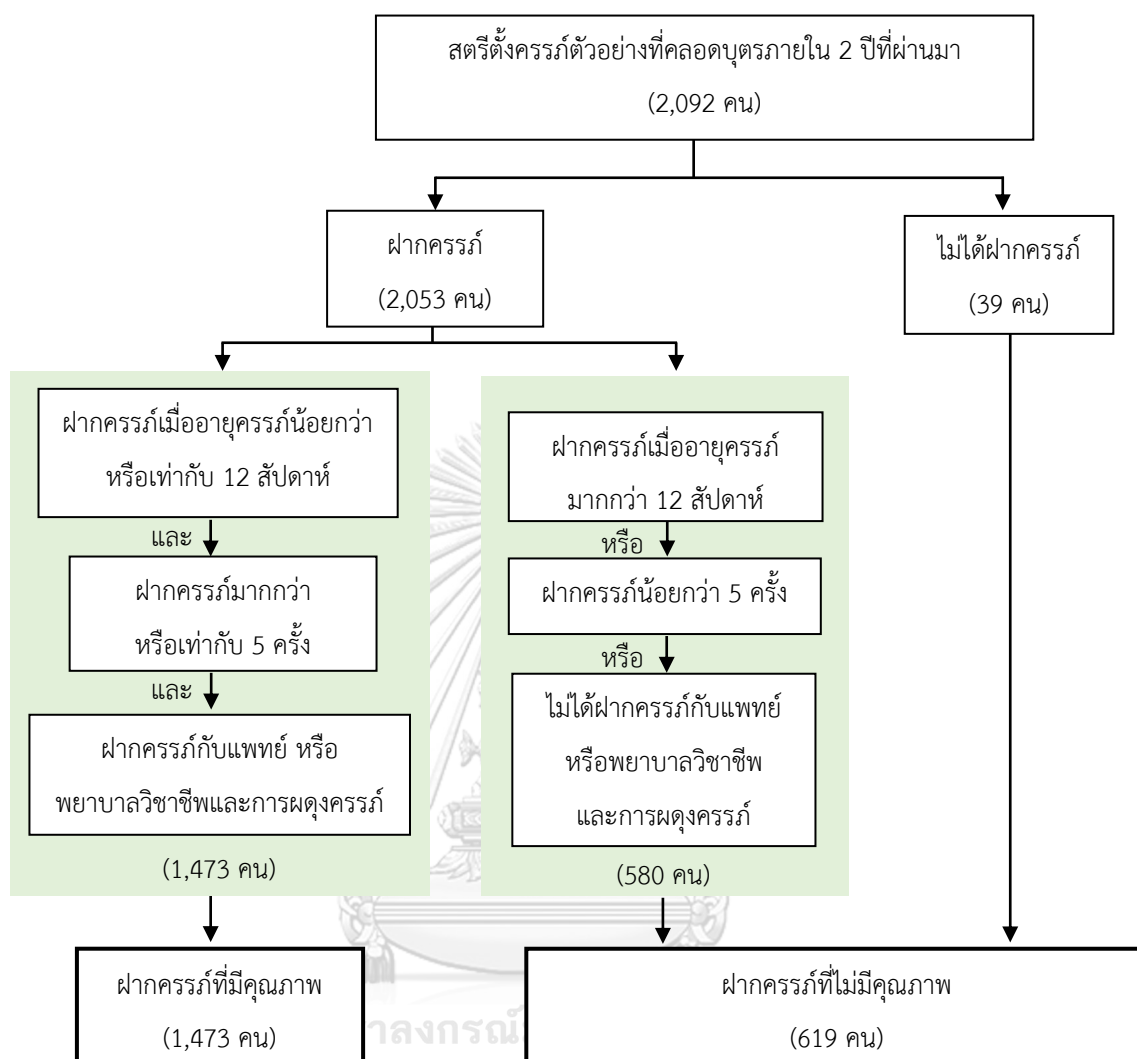 สตรีตั้งครรภ์ตัวอย่างที่คลอดบุตรภายใน 2 ปีที่ผ่านมา
(2,092 คน)
ฝากครรภ์
(2,053 คน)
ไม่ได้ฝากครรภ์
(39 คน)
ฝากครรภ์เมื่ออายุครรภ์น้อยกว่า
หรือเท่ากับ 12 สัปดาห์
และ
ฝากครรภ์มากกว่า
หรือเท่ากับ 5 ครั้ง
และ
ฝากครรภ์กับแพทย์ หรือ
พยาบาลวิชาชีพและการผดุงครรภ์
(1,473 คน)
ฝากครรภ์เมื่ออายุครรภ์
มากกว่า 12 สัปดาห์
หรือ
ฝากครรภ์น้อยกว่า 5 ครั้ง
หรือ
ไม่ได้ฝากครรภ์กับแพทย์
หรือพยาบาลวิชาชีพ
และการผดุงครรภ์
(580 คน)
ฝากครรภ์ที่มีคุณภาพ
(1,473 คน)
ฝากครรภ์ที่ไม่มีคุณภาพ
(619 คน)